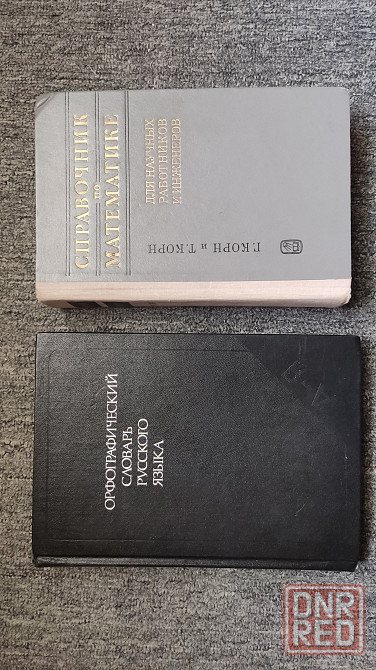 СПРАВОЧНИК
ПО
МАТЕМАТИКЕ
ДЛЯ НАУЧНЫХ
РАБОТНИКОВ
И ИНЖЕНЕРОВ
Г. КОРН и Т. КОРН
ОРФОГРАФИЧЕСКИЙ
СЛОВАРЬ
РУССКОГО
ЯЗЫКА
DNR
RED